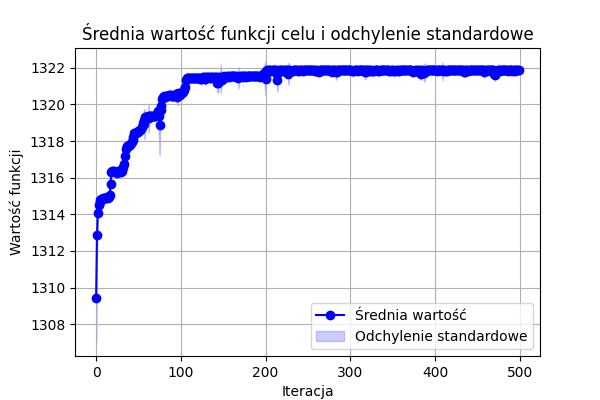 Średnia wartość funkcji celu i odchylenie standardowe
Wartość funkcji
1322
1320
1318
1316
1314
1312
1310
1308
0 100 200 300 400 500
Iteracja
Średnia wartość
Odchylenie standardowe